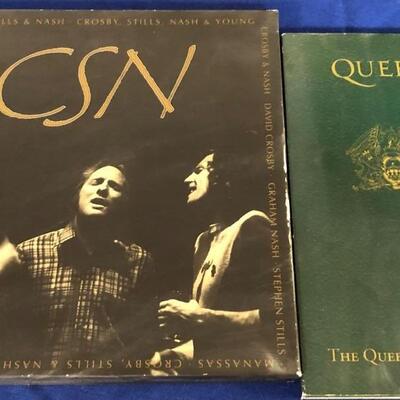 LLS & NASH · CROSBY, STILLS, NASH & YOUNG
CSN
CROSBY & NASH · DAVID CROSBY · GRAHAM NASH · STEPHEN STILLS
MANASSAS · CROSBY, STILLS & NASH
QUEE
THE QUEE